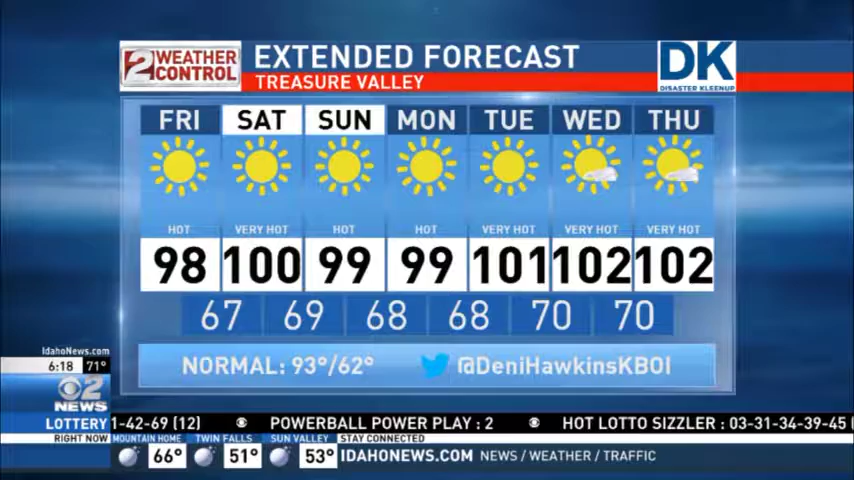 2 WEATHER CONTROL
EXTENDED FORECAST
TREASURE VALLEY
DK
DISASTER KLEENUP
FRI SAT SUN MON TUE WED THU
HOT VERY HOT HOT HOT VERY HOT VERY HOT VERY HOT
98 100 99 99 101 102 102
67 69 68 68 70 70
NORMAL: 93°/62° @DeniHawkinsKBOI
IdahoNews.com
6:18 71°
2
NEWS
LOTTERY 1-42-69 (12) POWERBALL POWER PLAY : 2 HOT LOTTO SIZZLER : 03-31-34-39-45 (
RIGHT NOW MOUNTAIN HOME TWIN FALLS SUN VALLEY STAY CONNECTED
66° 51° 53° IDAHONEWS.COM NEWS / WEATHER / TRAFFIC